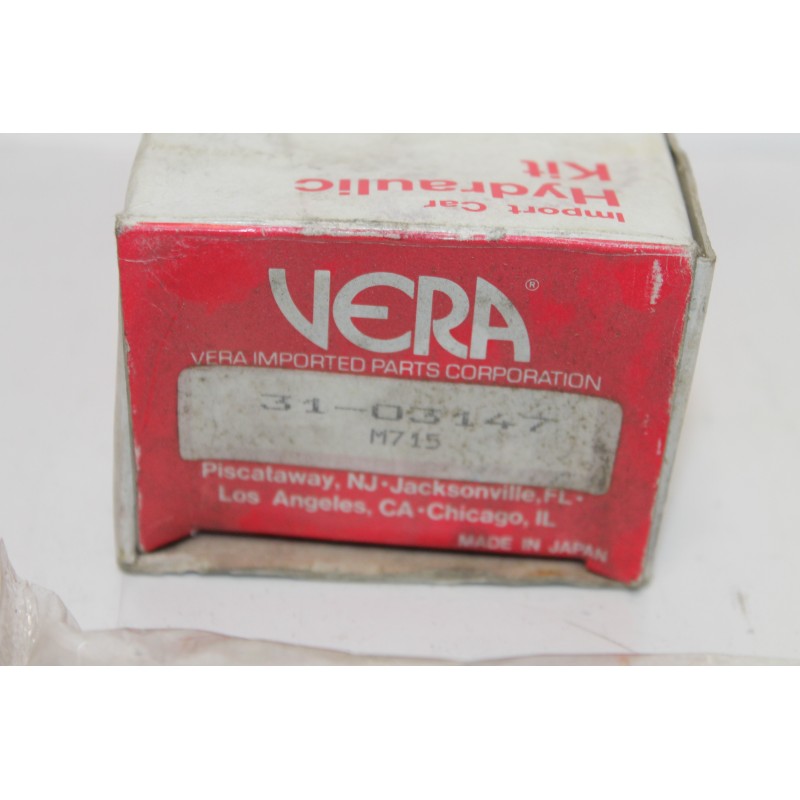 Import Car
Hydraulic
Kit
VERA®
VERA IMPORTED PARTS CORPORATION
31-03147
M715
Piscataway, NJ·Jacksonville, FL·
Los Angeles, CA·Chicago, IL
MADE IN JAPAN